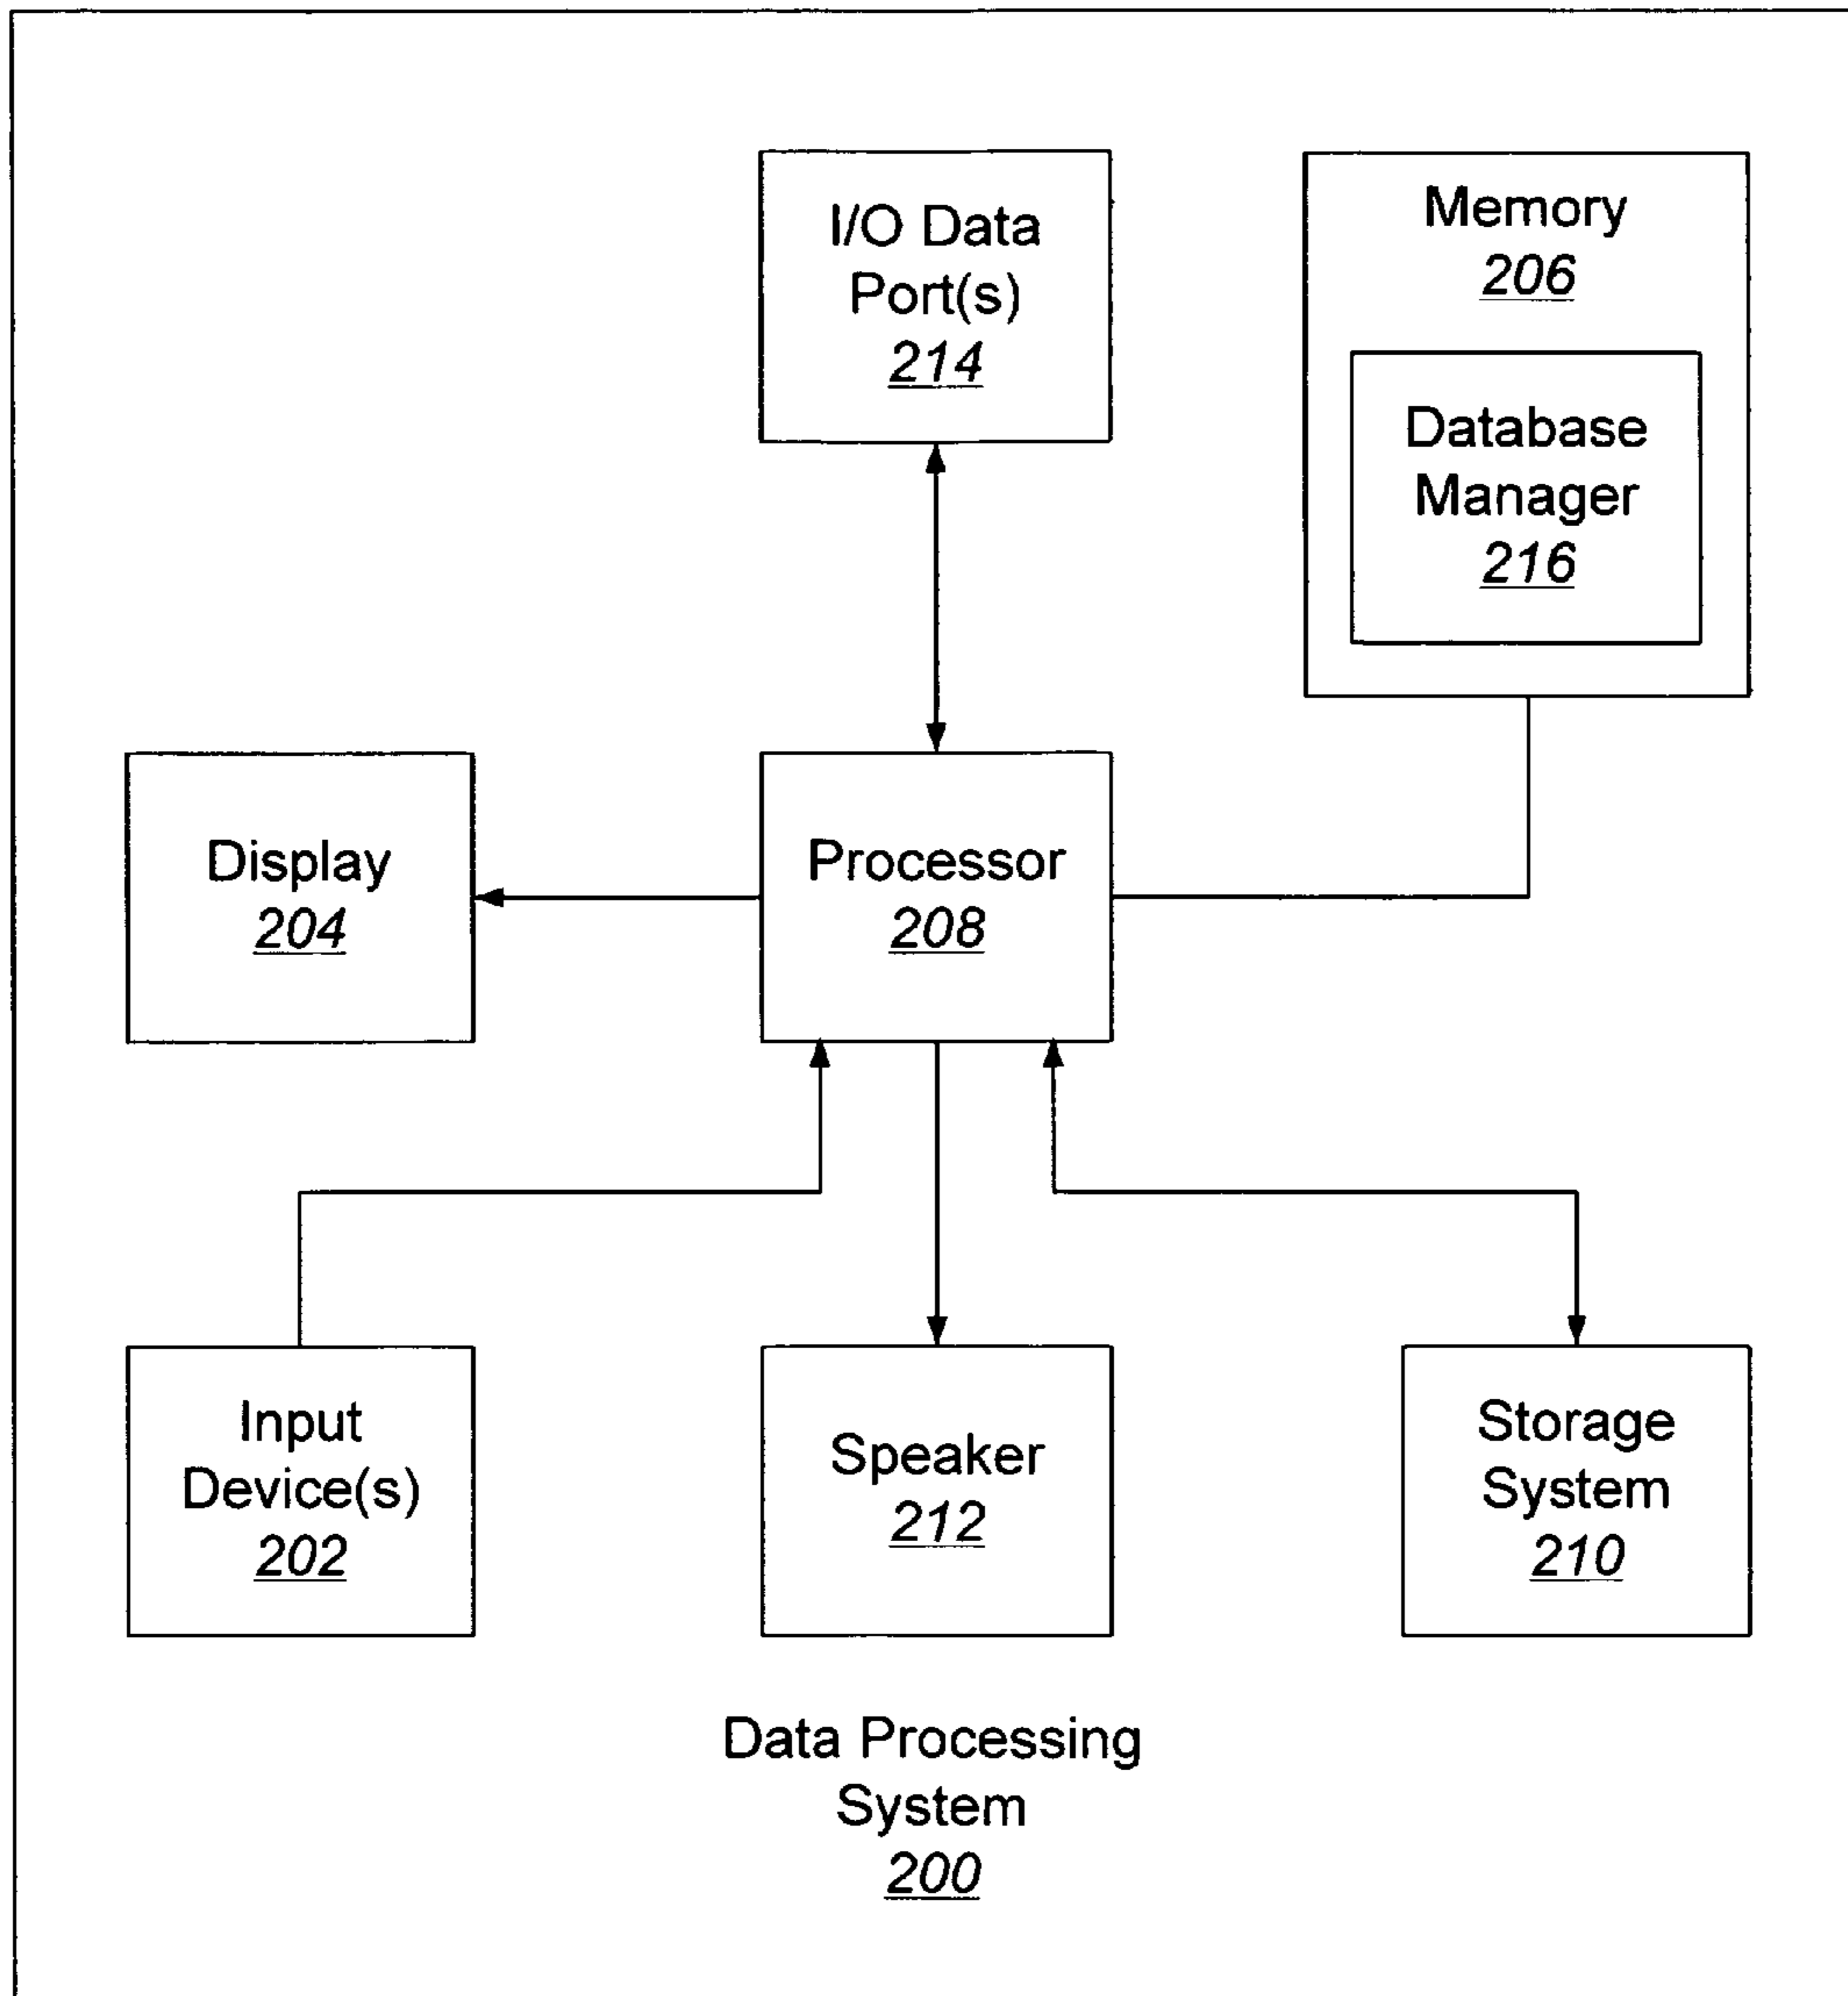 I/O Data
Port(s)
214
Memory
206
Database
Manager
216
Display
204
Processor
208
Input
Device(s)
202
Speaker
212
Storage
System
210
Data Processing
System
200